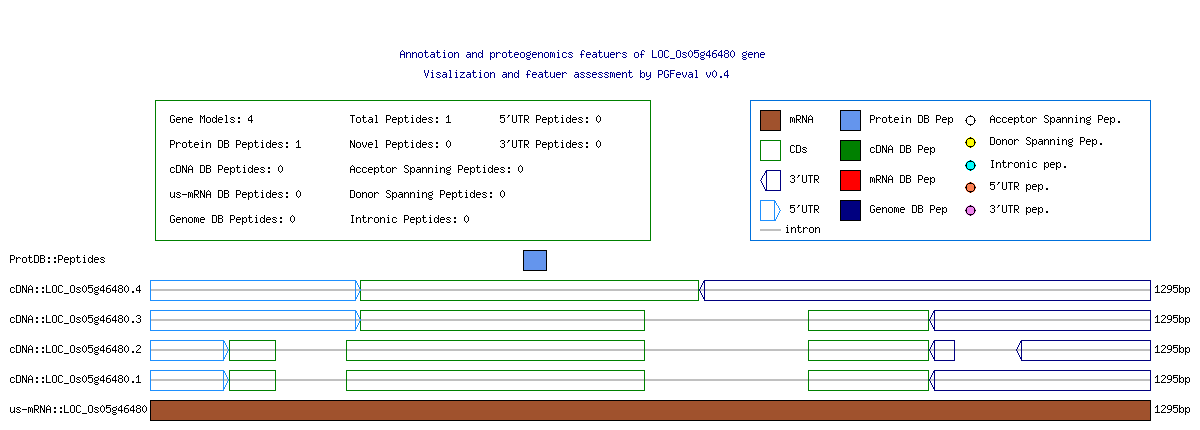 Annotation and proteogenomics featuers of LOC_Os05g46480 gene
Visalization and featuer assessment by PGFeval v0.4
Gene Models: 4 Total Peptides: 1 5'UTR Peptides: 0
Protein DB Peptides: 1 Novel Peptides: 0 3'UTR Peptides: 0
cDNA DB Peptides: 0 Acceptor Spanning Peptides: 0
us-mRNA DB Peptides: 0 Donor Spanning Peptides: 0
Genome DB Peptides: 0 Intronic Peptides: 0
mRNA Protein DB Pep Acceptor Spanning Pep.
CDs cDNA DB Pep Donor Spanning Pep.
3'UTR mRNA DB Pep Intronic pep.
5'UTR Genome DB Pep 5'UTR pep.
intron 3'UTR pep.
ProtDB::Peptides
cDNA::LOC_Os05g46480.4 1295bp
cDNA::LOC_Os05g46480.3 1295bp
cDNA::LOC_Os05g46480.2 1295bp
cDNA::LOC_Os05g46480.1 1295bp
us-mRNA::LOC_Os05g46480 1295bp